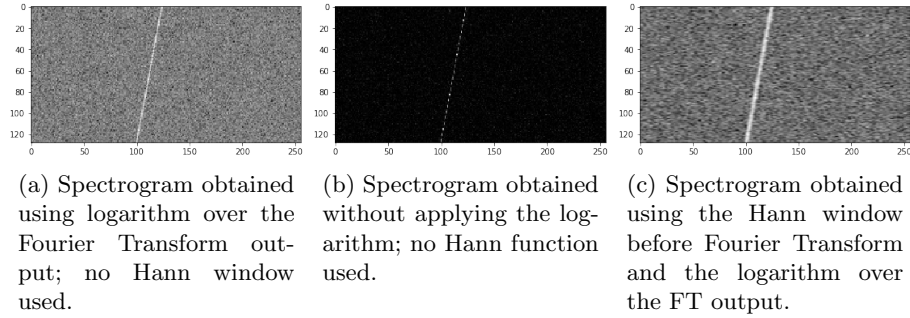 0
20
40
60
80
100
120
0 50 100 150 200 250
0
20
40
60
80
100
120
0 50 100 150 200 250
0
20
40
60
80
100
120
0 50 100 150 200 250
(a) Spectrogram obtained
using logarithm over the
Fourier Transform out-
put; no Hann window
used.
(b) Spectrogram obtained
without applying the log-
arithm; no Hann function
used.
(c) Spectrogram obtained
using the Hann window
before Fourier Transform
and the logarithm over
the FT output.